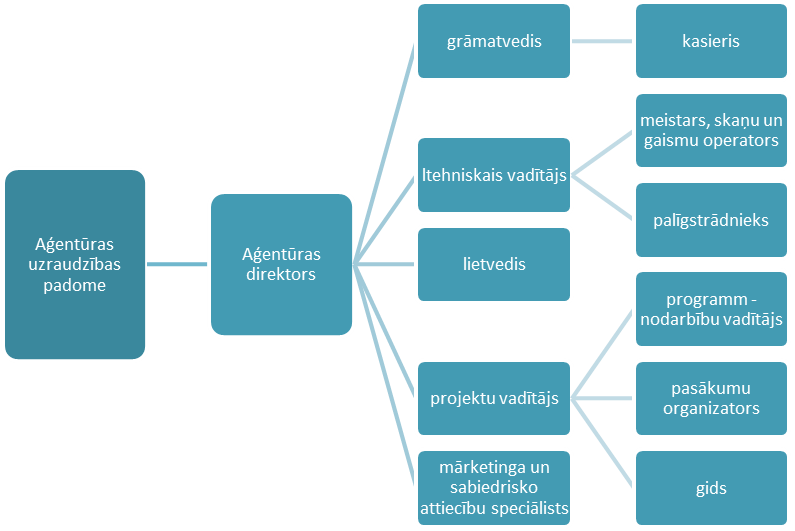 Aģentūras
uzraudzības
padome
Aģentūras
direktors
grāmatvedis
kasieris
ltehniskais vadītājs
meistars, skaņu un
gaismu operators
palīgstrādnieks
lietvedis
projektu vadītājs
programm -
nodarbību vadītājs
pasākumu
organizators
gids
mārketinga un
sabiedrisko
attiecību speciālists